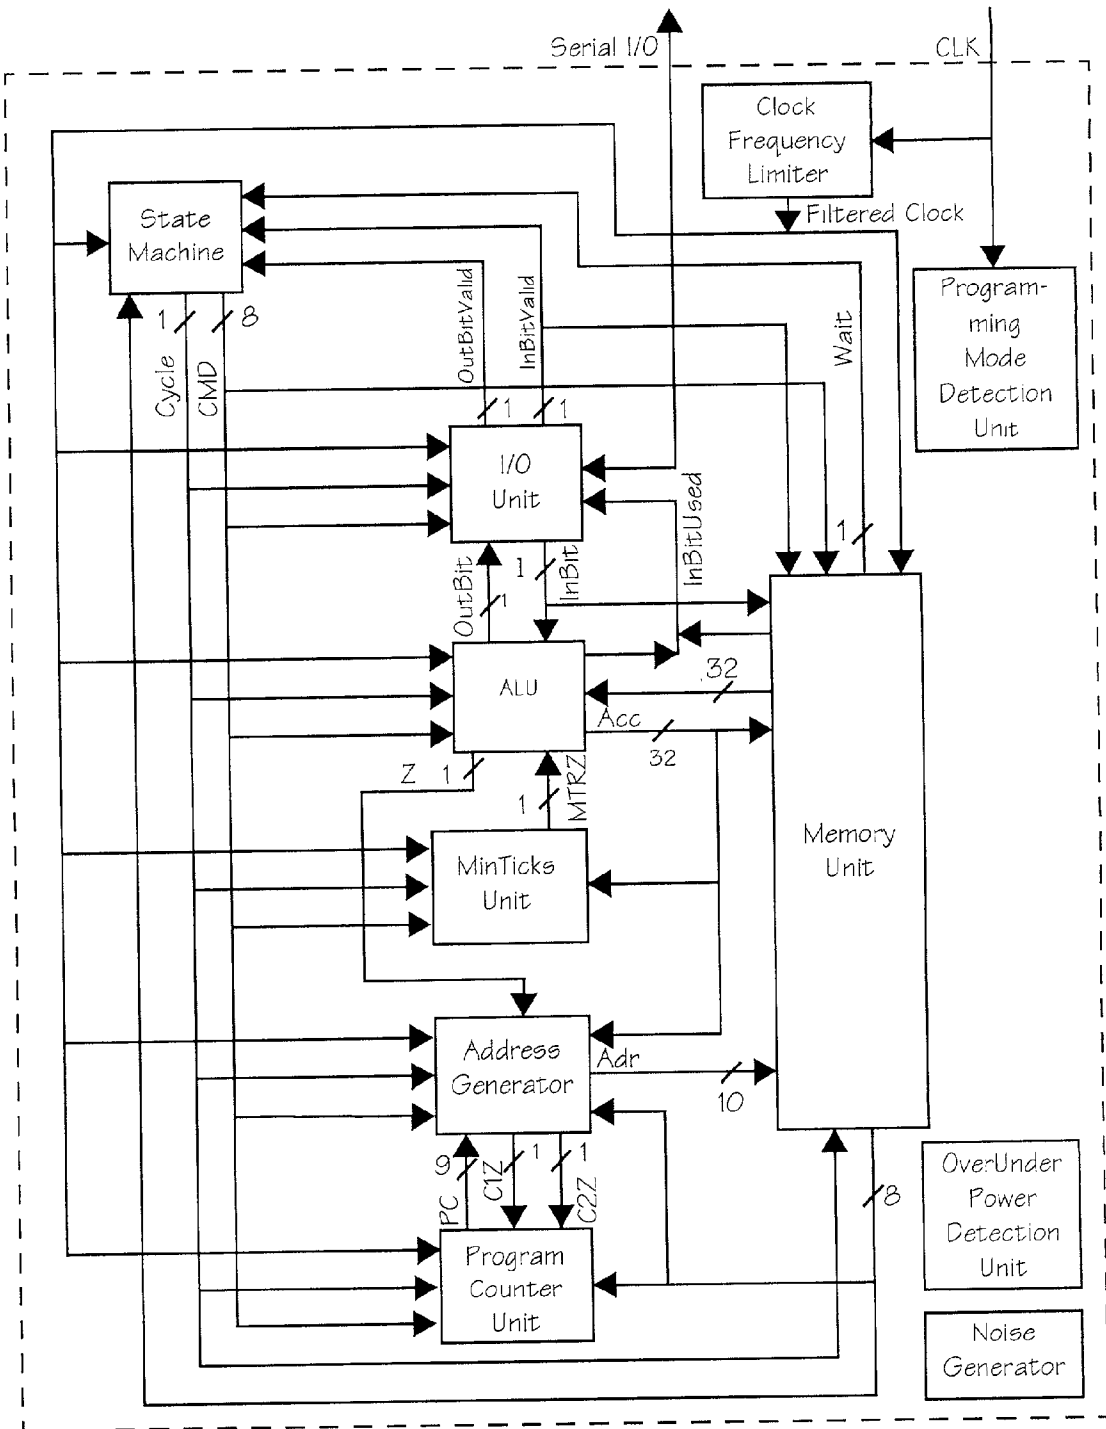 Serial I/O
CLK
Clock
Frequency
Limiter
Filtered Clock
State
Machine
Program-
ming
Mode
Detection
Unit
1
8
Cycle
CMD
OutBitValid
InBitValid
Wait
1
1
I/O
Unit
InBitUsed
1
OutBit
1
1
InBit
ALU
32
Acc
32
Z
1
1
MTRZ
MinTicks
Unit
Memory
Unit
Address
Generator
Adr
10
9
PC
C1Z
1
1
C2Z
8
OverUnder
Power
Detection
Unit
Program
Counter
Unit
Noise
Generator